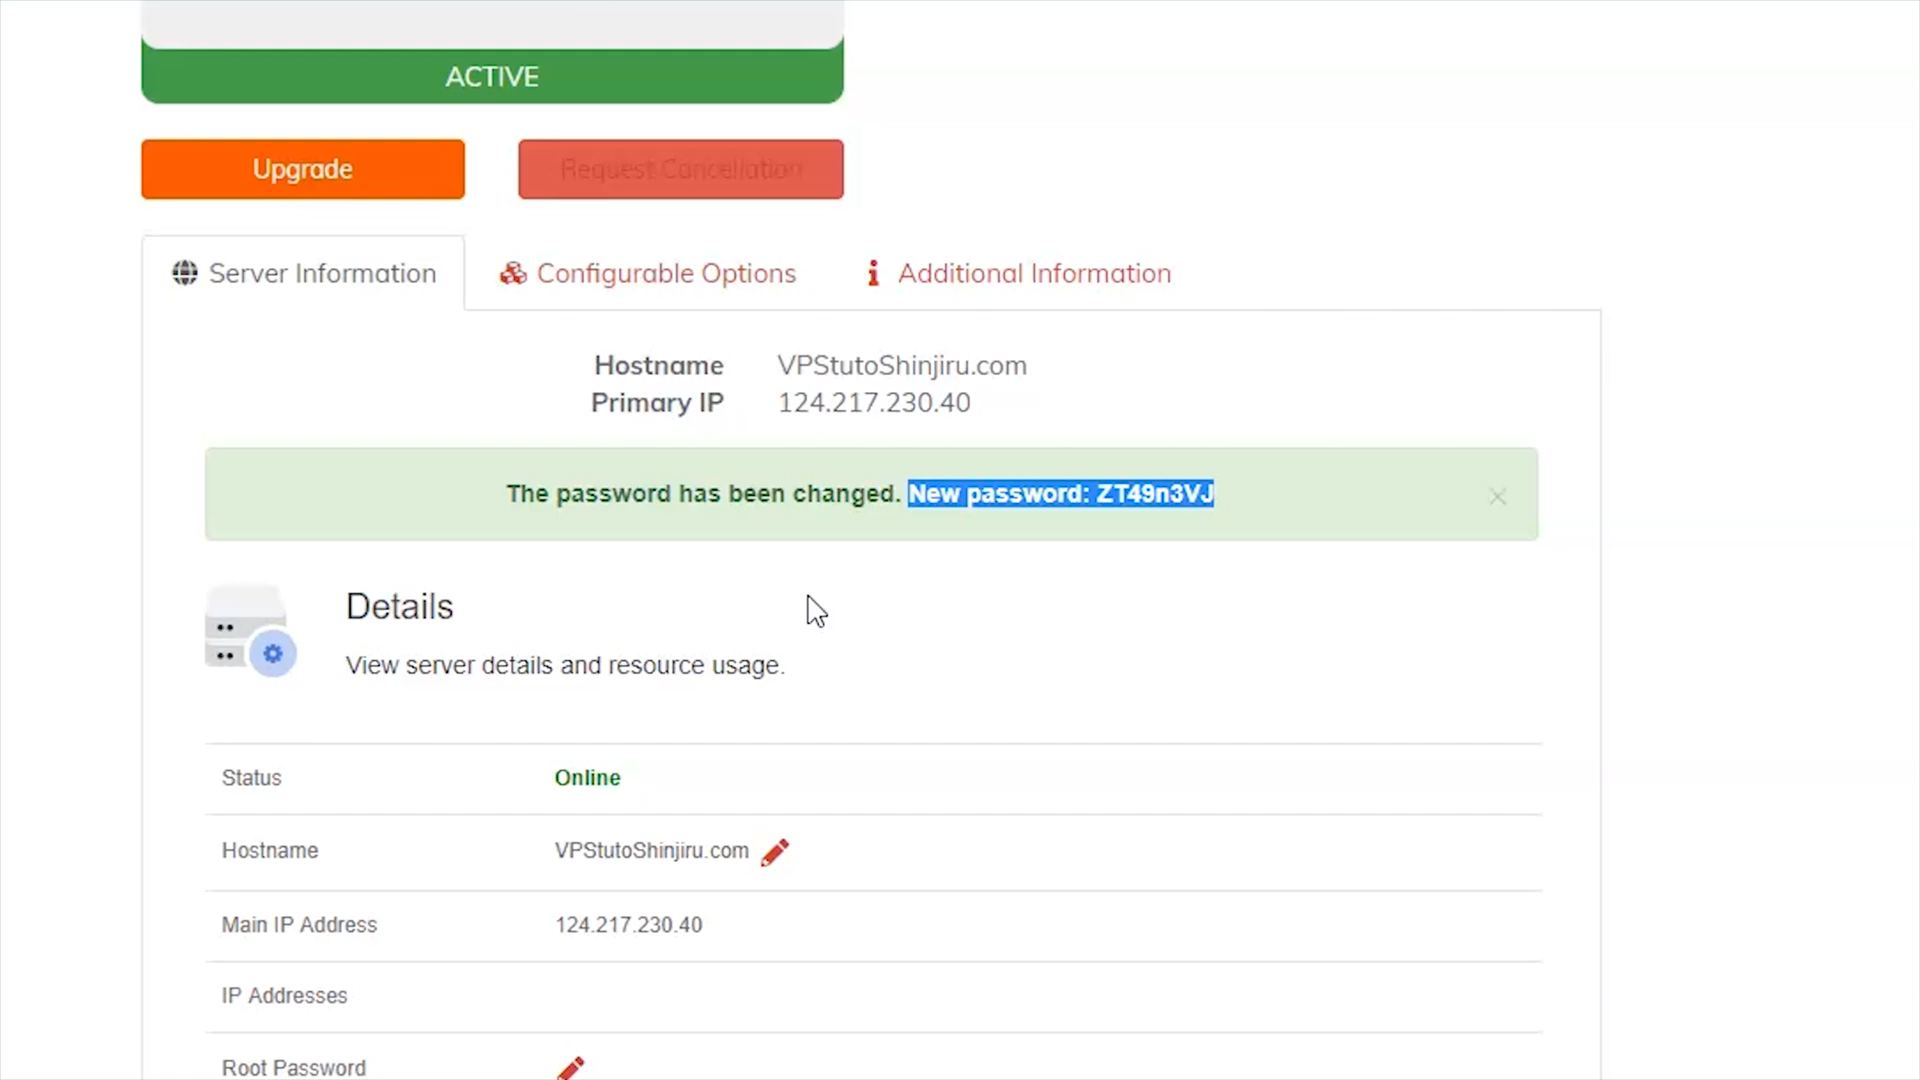 ACTIVE
Upgrade
Request Cancellation
Server Information
Configurable Options
Additional Information
Hostname VPStutoShinjiru.com
Primary IP 124.217.230.40
The password has been changed. New password: ZT49n3VJ
Details
View server details and resource usage.
Status Online
Hostname VPStutoShinjiru.com
Main IP Address 124.217.230.40
IP Addresses
Root Password